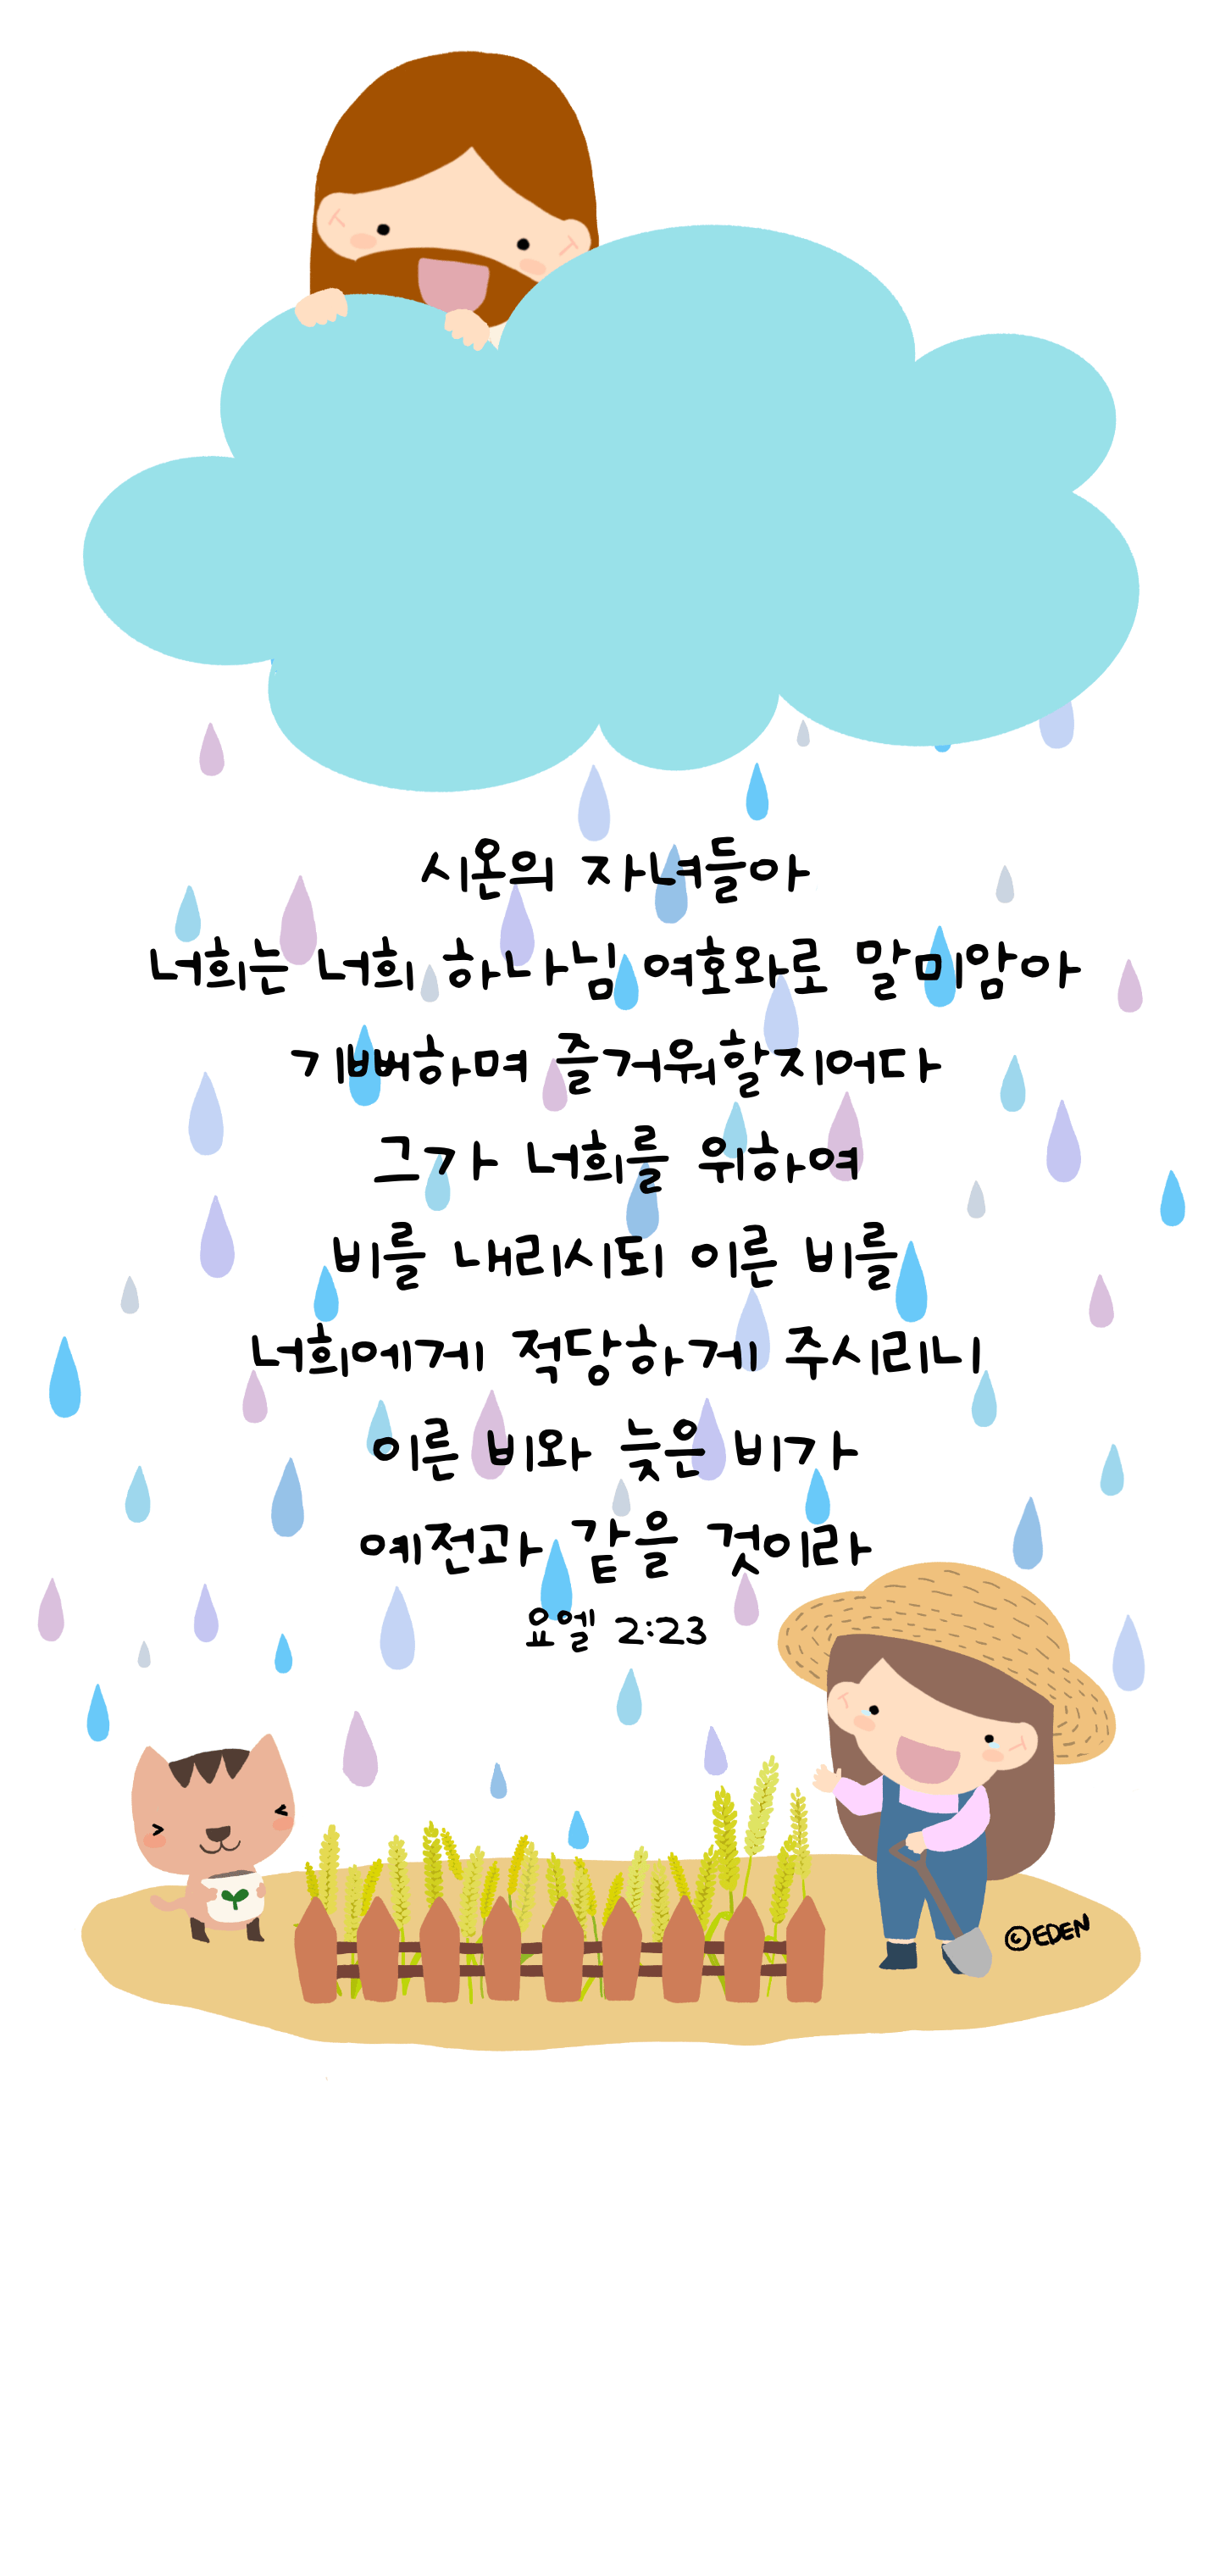 시온의 자녀들아
너희는 너희 하나님 여호와로 말미암아
기뻐하며 즐거워할지어다
그가 너희를 위하여
비를 내리시되 이른 비를
너희에게 적당하게 주시리니
이른 비와 늦은 비가
예전과 같을 것이라
요엘 2:23
©EDEN